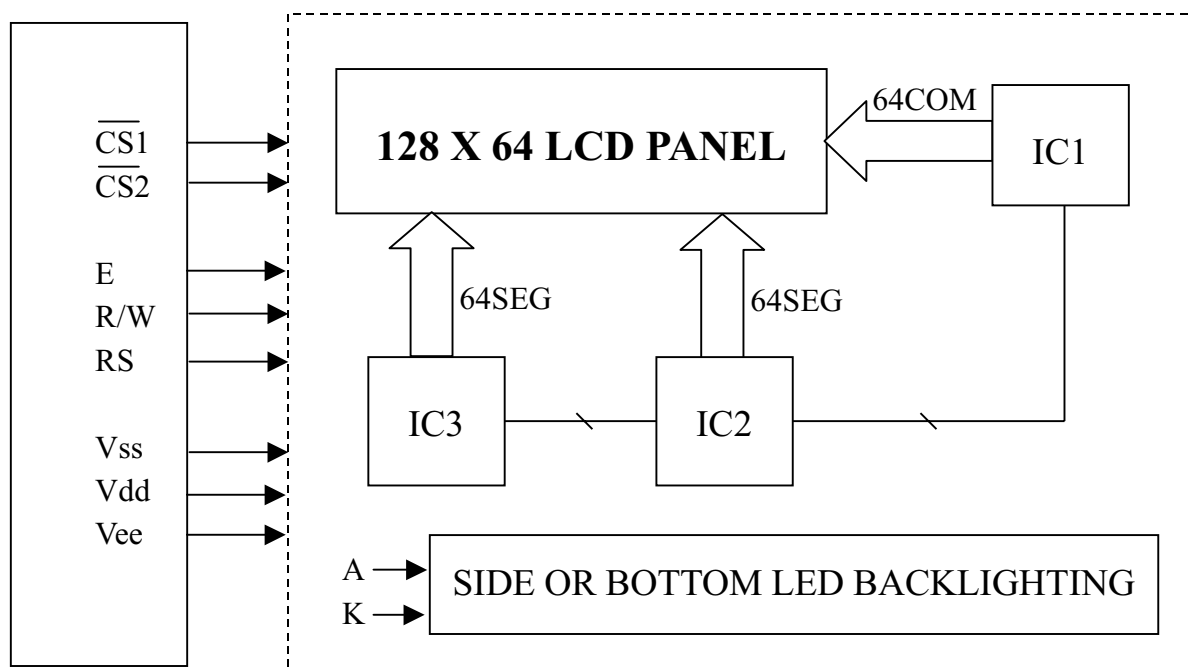 CS1
CS2
E
R/W
RS
Vss
Vdd
Vee
128 X 64 LCD PANEL
64COM
IC1
64SEG
64SEG
IC3
IC2
A
K
SIDE OR BOTTOM LED BACKLIGHTING